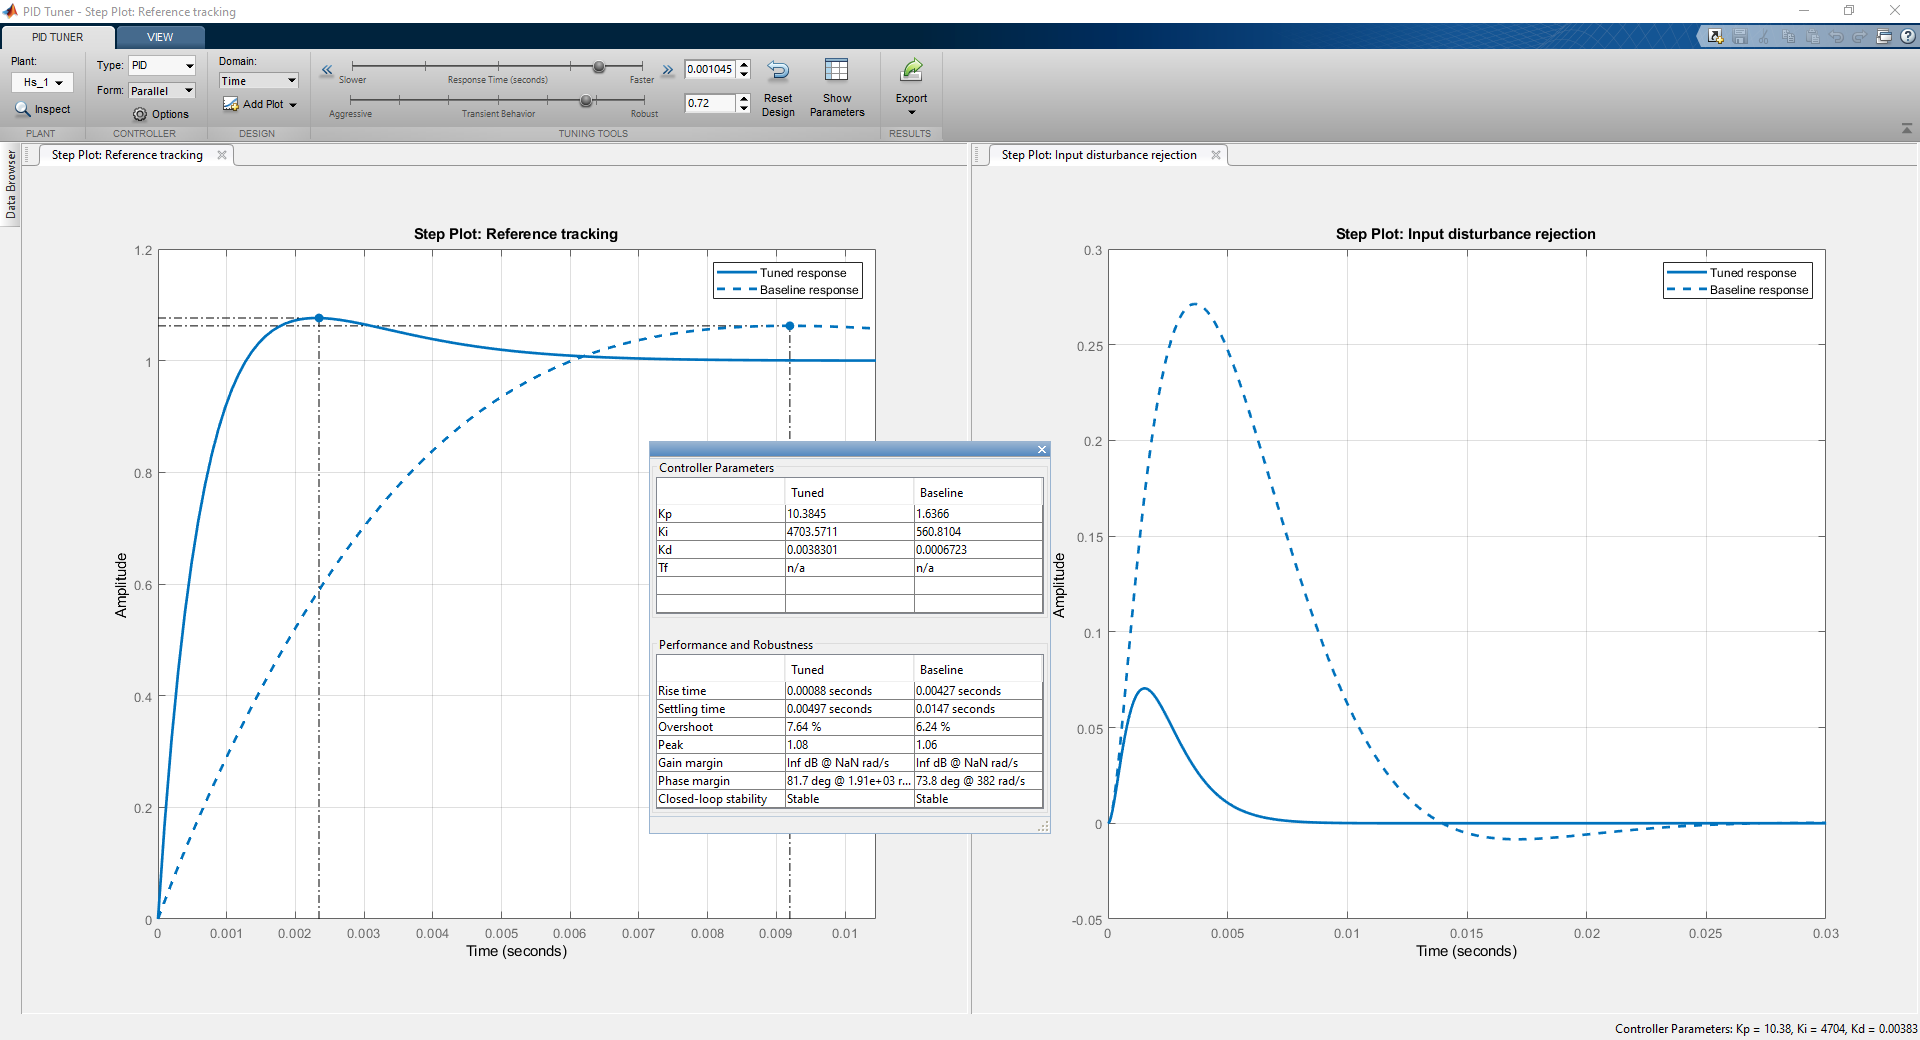 PID Tuner - Step Plot: Reference tracking
PID TUNER
VIEW
Plant:
Hs_1
Inspect
PLANT
Type: PID
Form: Parallel
Options
CONTROLLER
Domain:
Time
Add Plot
DESIGN
Slower Response Time (seconds) Faster
0.001045
Aggressive Transient Behavior Robust
0.72
Reset
Design
Show
Parameters
TUNING TOOLS
Export
RESULTS
Data Browser
Step Plot: Reference tracking
Step Plot: Input disturbance rejection
Step Plot: Reference tracking
Tuned response
Baseline response
1.2
1
0.8
0.6
0.4
0.2
0
Amplitude
0 0.001 0.002 0.003 0.004 0.005 0.006 0.007 0.008 0.009 0.01
Time (seconds)
Controller Parameters
Tuned Baseline
Kp 10.3845 1.6366
Ki 4703.5711 560.8104
Kd 0.0038301 0.0006723
Tf n/a n/a
Performance and Robustness
Tuned Baseline
Rise time 0.00088 seconds 0.00427 seconds
Settling time 0.00497 seconds 0.0147 seconds
Overshoot 7.64 % 6.24 %
Peak 1.08 1.06
Gain margin Inf dB @ NaN rad/s Inf dB @ NaN rad/s
Phase margin 81.7 deg @ 1.91e+03 r... 73.8 deg @ 382 rad/s
Closed-loop stability Stable Stable
Step Plot: Input disturbance rejection
Tuned response
Baseline response
0.3
0.25
0.2
0.15
0.1
0.05
0
-0.05
Amplitude
0 0.005 0.01 0.015 0.02 0.025 0.03
Time (seconds)
Controller Parameters: Kp = 10.38, Ki = 4704, Kd = 0.00383